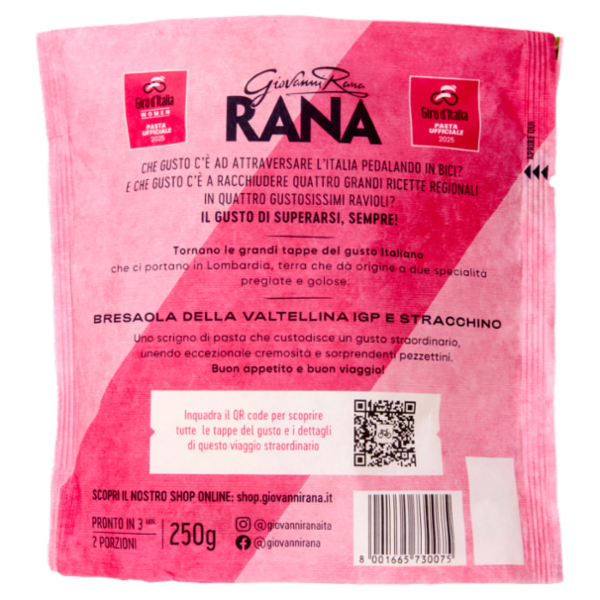 Giovanni Rana
RANA
Giro d'Italia
WOMEN
PASTA
UFFICIALE
2025
Giro d'Italia
PASTA
UFFICIALE
2025
APRIRE QUI
CHE GUSTO C'È AD ATTRAVERSARE L'ITALIA PEDALANDO IN BICI?
E CHE GUSTO C'È A RACCHIUDERE QUATTRO GRANDI RICETTE REGIONALI
IN QUATTRO GUSTOSISSIMI RAVIOLI?
IL GUSTO DI SUPERARSI, SEMPRE!
Tornano le grandi tappe del gusto italiano
che ci portano in Lombardia, terra che dà origine a due specialità
pregiate e golose:
BRESAOLA DELLA VALTELLINA IGP E STRACCHINO
Uno scrigno di pasta che custodisce un gusto straordinario,
unendo eccezionale cremosità e sorprendenti pezzettini.
Buon appetito e buon viaggio!
Inquadra il QR code per scoprire
tutte le tappe del gusto e i dettagli
di questo viaggio straordinario
SCOPRI IL NOSTRO SHOP ONLINE: shop.giovannirana.it
PRONTO IN 3 MIN.
2 PORZIONI
250g
@giovanniranaita
@giovannirana
8 001665 730075